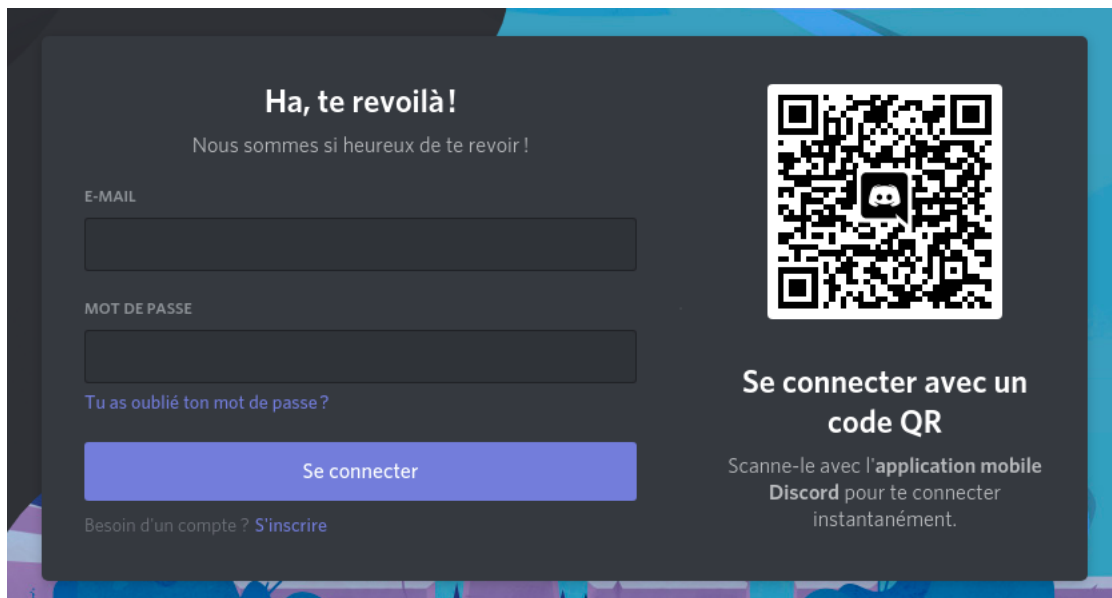 Ha, te revoilà !
Nous sommes si heureux de te revoir !
E-MAIL
MOT DE PASSE
Tu as oublié ton mot de passe ?
Se connecter
Besoin d'un compte ? S'inscrire
Se connecter avec un
code QR
Scanne-le avec l'application mobile
Discord pour te connecter
instantanément.